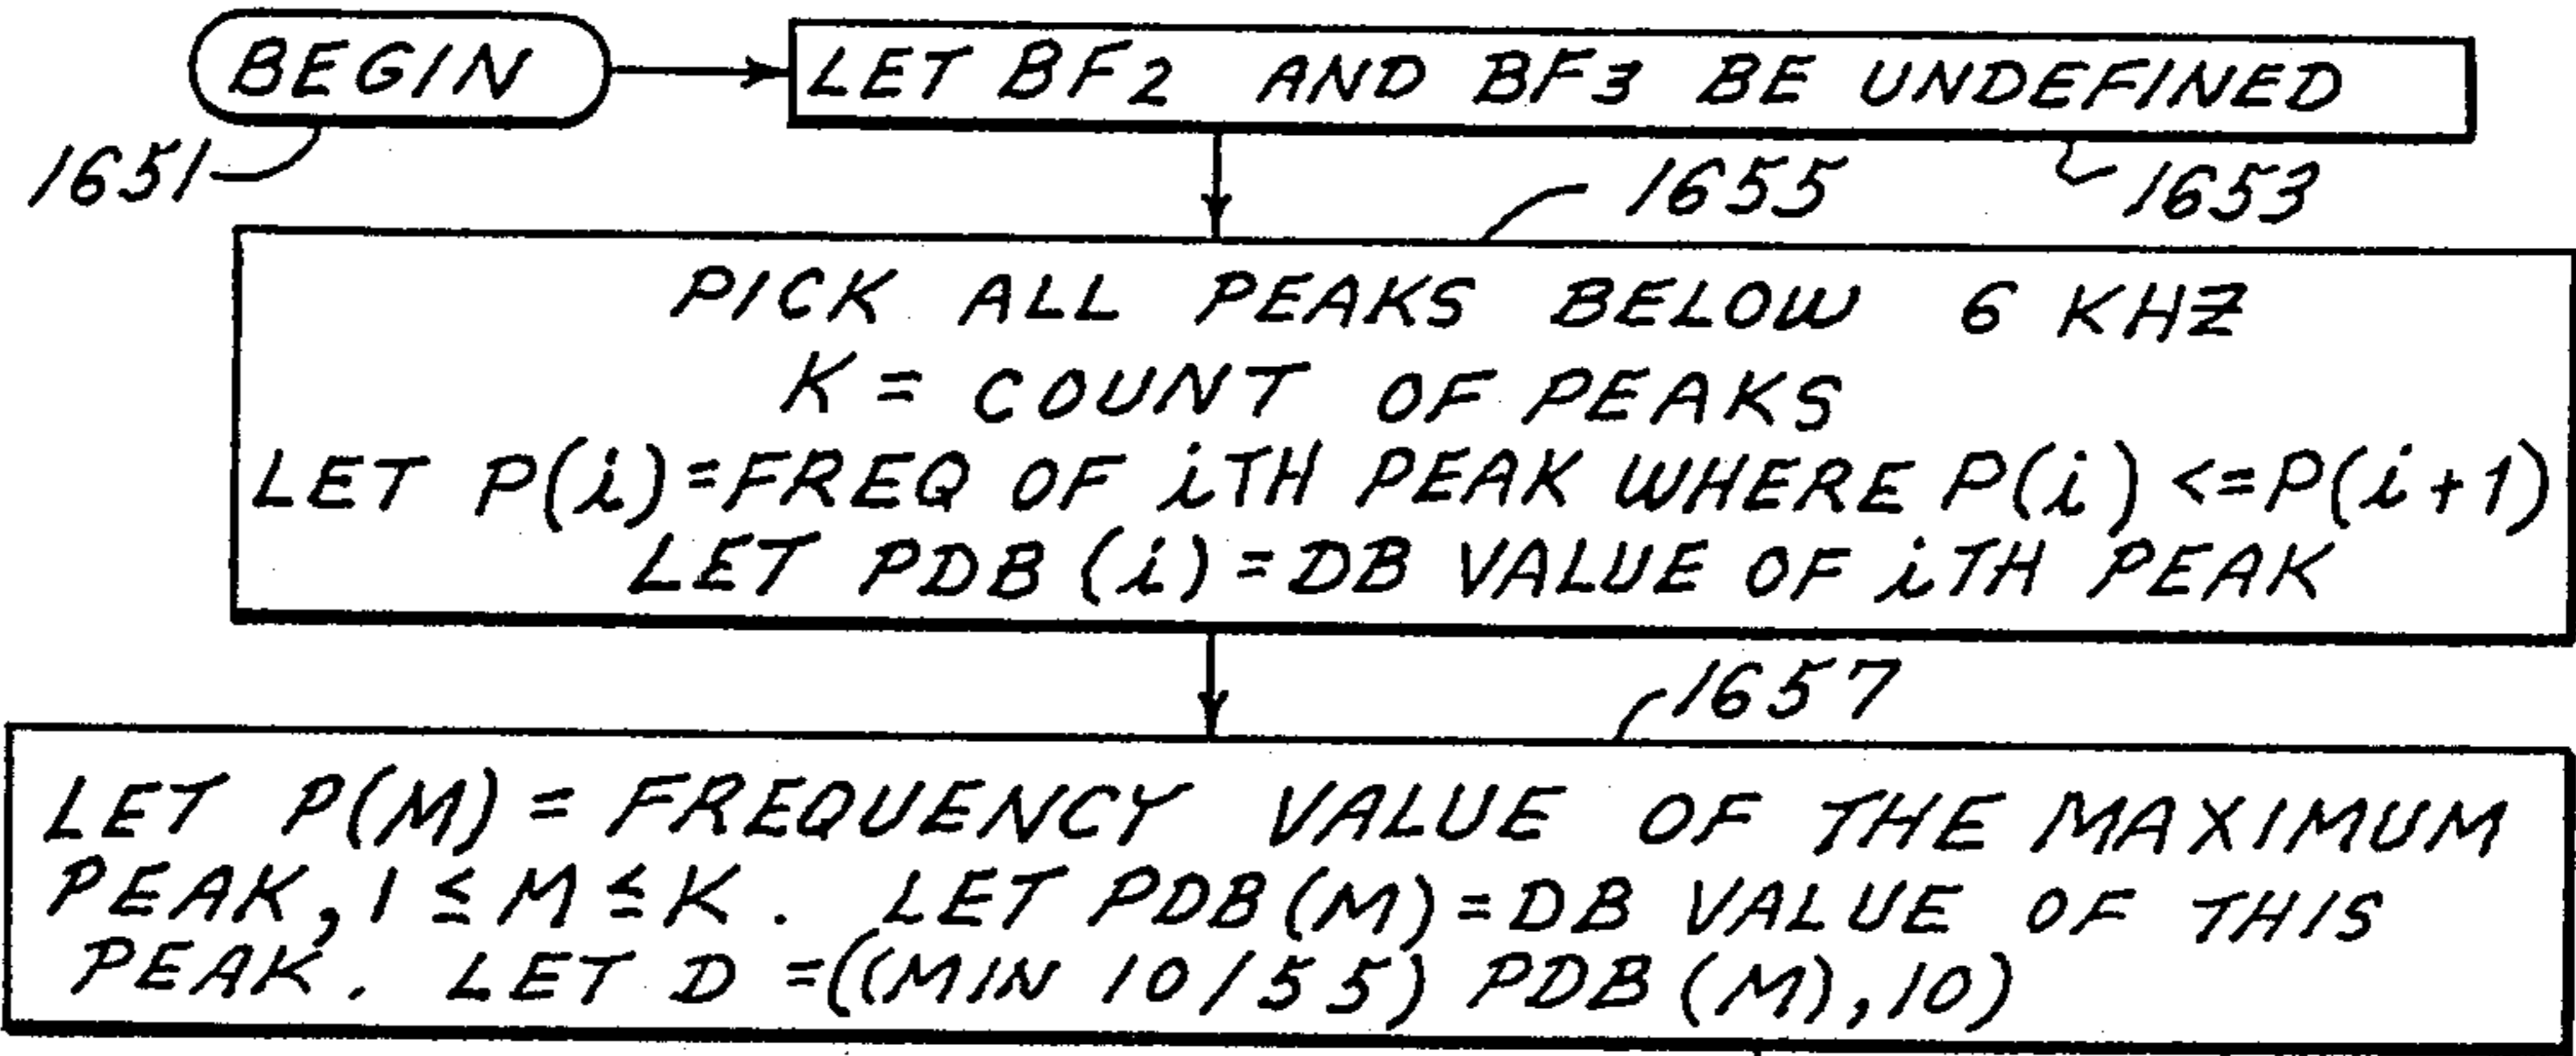 BEGIN
LET BF2 AND BF3 BE UNDEFINED
1651
1655
1653
PICK ALL PEAKS BELOW 6 KHZ
K = COUNT OF PEAKS
LET P(i)=FREQ OF iTH PEAK WHERE P(i) <=P(i+1)
LET PDB (i) = DB VALUE OF iTH PEAK
1657
LET P(M) = FREQUENCY VALUE OF THE MAXIMUM
PEAK, 1 ≤ M ≤ K. LET PDB (M) = DB VALUE OF THIS
PEAK. LET D =((MIN 10/55) PDB (M), 10)